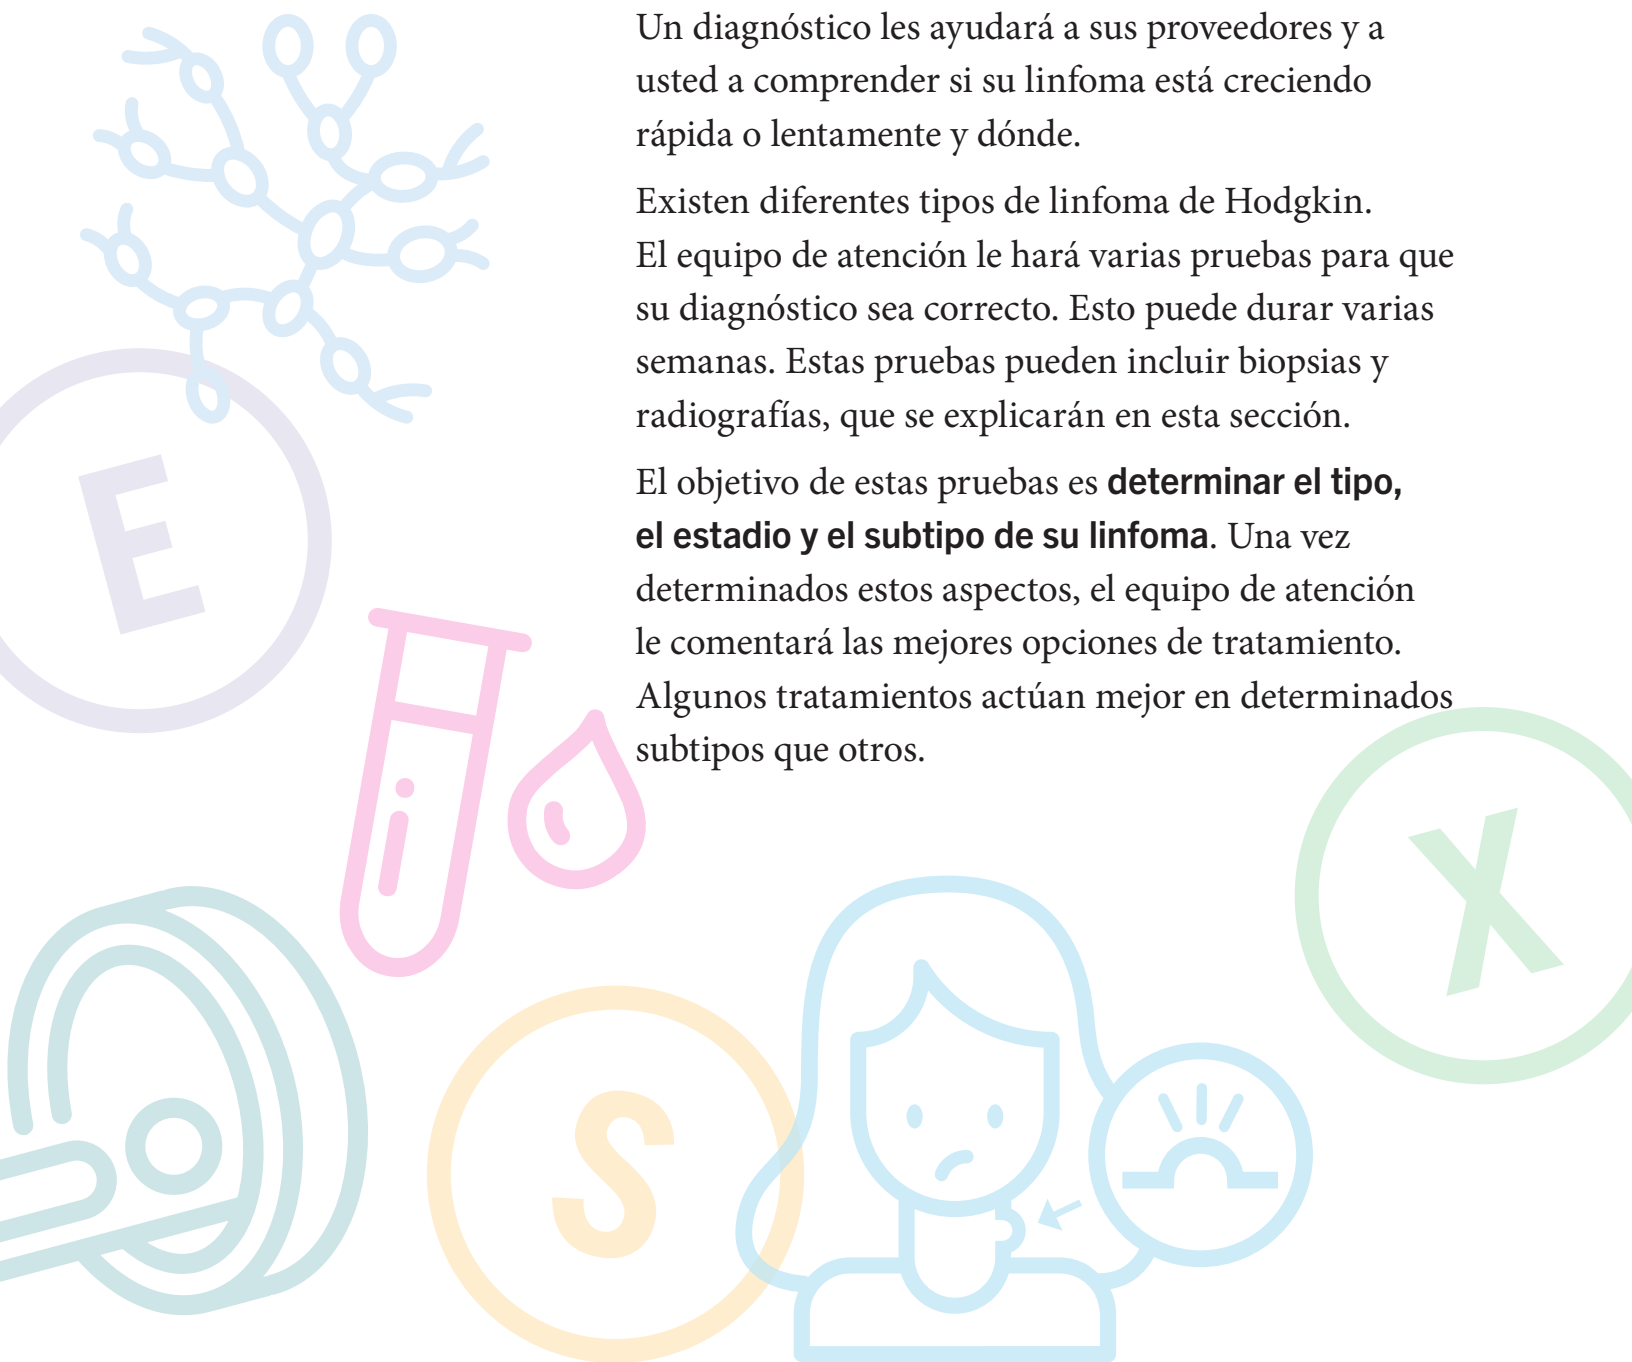 Un diagnóstico les ayudará a sus proveedores y a
usted a comprender si su linfoma está creciendo
rápida o lentamente y dónde.
Existen diferentes tipos de linfoma de Hodgkin.
El equipo de atención le hará varias pruebas para que
su diagnóstico sea correcto. Esto puede durar varias
semanas. Estas pruebas pueden incluir biopsias y
radiografías, que se explicarán en esta sección.
El objetivo de estas pruebas es determinar el tipo,
el estadio y el subtipo de su linfoma. Una vez
determinados estos aspectos, el equipo de atención
le comentará las mejores opciones de tratamiento.
Algunos tratamientos actúan mejor en determinados
subtipos que otros.
E
X
S